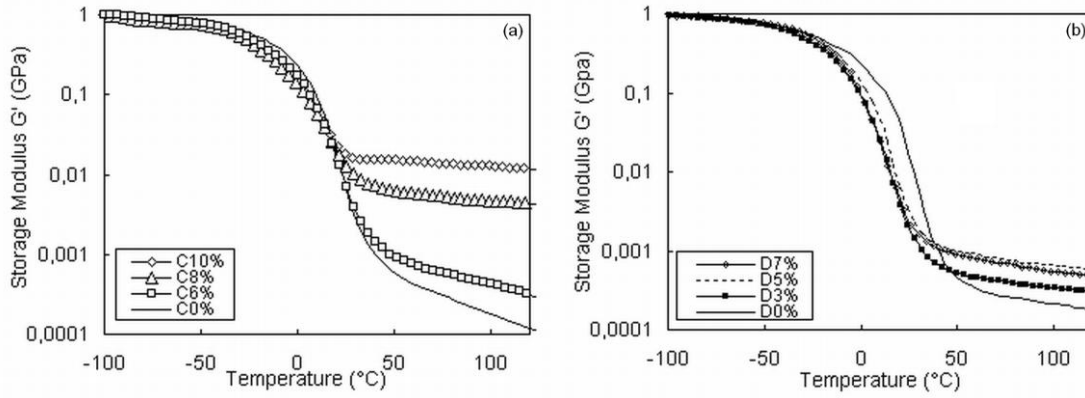 (a)
Storage Modulus G' (GPa)
1
0,1
0,01
0,001
0,0001
C10%
C8%
C6%
C0%
-100 -50 0 50 100
Temperature (°C)
(b)
Storage Modulus G' (Gpa)
1
0,1
0,01
0,001
0,0001
D7%
D5%
D3%
D0%
-100 -50 0 50 100
Temperature (°C)